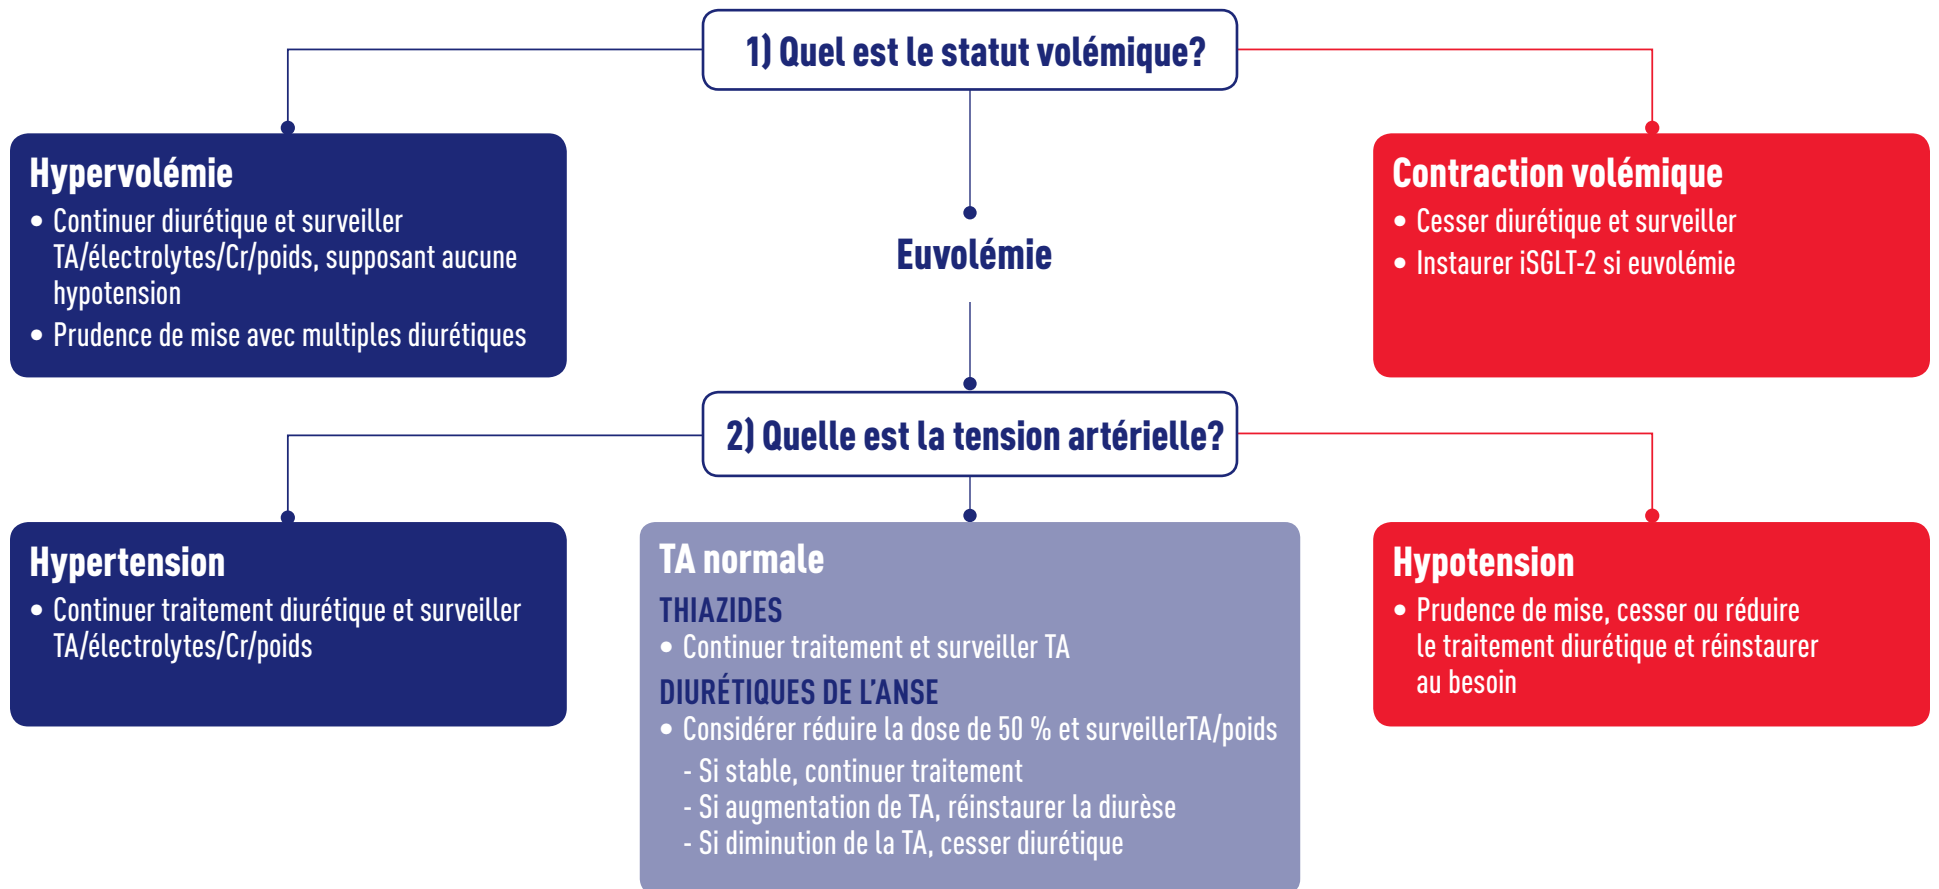 1) Quel est le statut volémique?
Hypervolémie
• Continuer diurétique et surveiller
TA/électrolytes/Cr/poids, supposant aucune
hypotension
• Prudence de mise avec multiples diurétiques
Euvolémie
Contraction volémique
• Cesser diurétique et surveiller
• Instaurer iSGLT-2 si euvolémie
2) Quelle est la tension artérielle?
Hypertension
• Continuer traitement diurétique et surveiller
TA/électrolytes/Cr/poids
TA normale
THIAZIDES
• Continuer traitement et surveiller TA
DIURÉTIQUES DE L’ANSE
• Considérer réduire la dose de 50 % et surveillerTA/poids
- Si stable, continuer traitement
- Si augmentation de TA, réinstaurer la diurèse
- Si diminution de la TA, cesser diurétique
Hypotension
• Prudence de mise, cesser ou réduire
le traitement diurétique et réinstaurer
au besoin